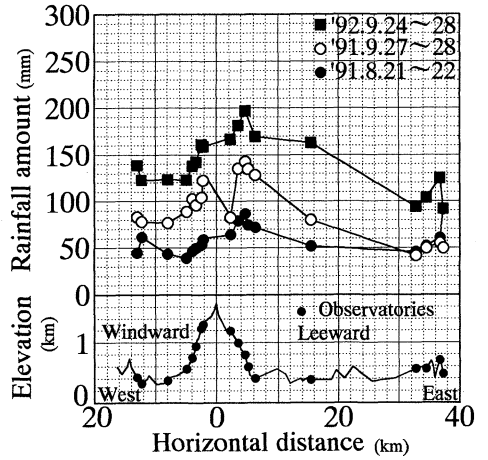 300
■ '92.9.24～28
○ '91.9.27～28
● '91.8.21～22
250
200
150
100
50
0
Rainfall amount (mm)
Elevation (km)
● Observatories
Windward
Leeward
1
0
West
East
20
0
20
40
Horizontal distance (km)